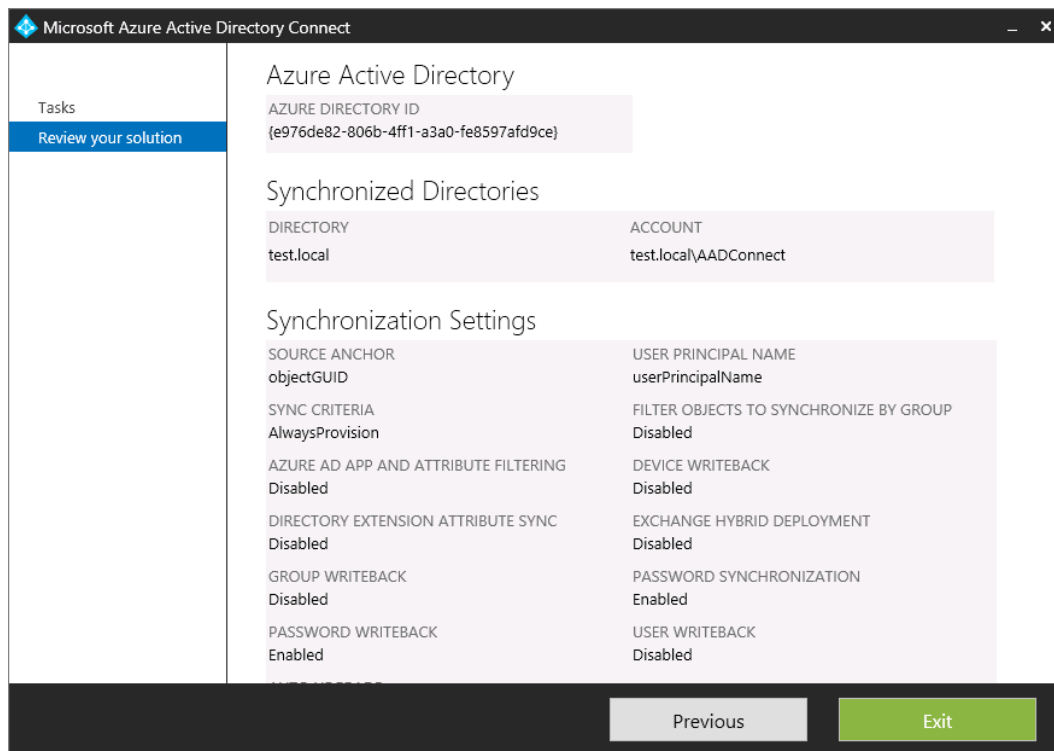 Microsoft Azure Active Directory Connect
Tasks
Review your solution
Azure Active Directory
AZURE DIRECTORY ID
{e976de82-806b-4ff1-a3a0-fe8597afd9ce}
Synchronized Directories
DIRECTORY ACCOUNT
test.local test.local\AADConnect
Synchronization Settings
SOURCE ANCHOR USER PRINCIPAL NAME
objectGUID userPrincipalName
SYNC CRITERIA FILTER OBJECTS TO SYNCHRONIZE BY GROUP
AlwaysProvision Disabled
AZURE AD APP AND ATTRIBUTE FILTERING DEVICE WRITEBACK
Disabled Disabled
DIRECTORY EXTENSION ATTRIBUTE SYNC EXCHANGE HYBRID DEPLOYMENT
Disabled Disabled
GROUP WRITEBACK PASSWORD SYNCHRONIZATION
Disabled Enabled
PASSWORD WRITEBACK USER WRITEBACK
Enabled Disabled
Previous Exit